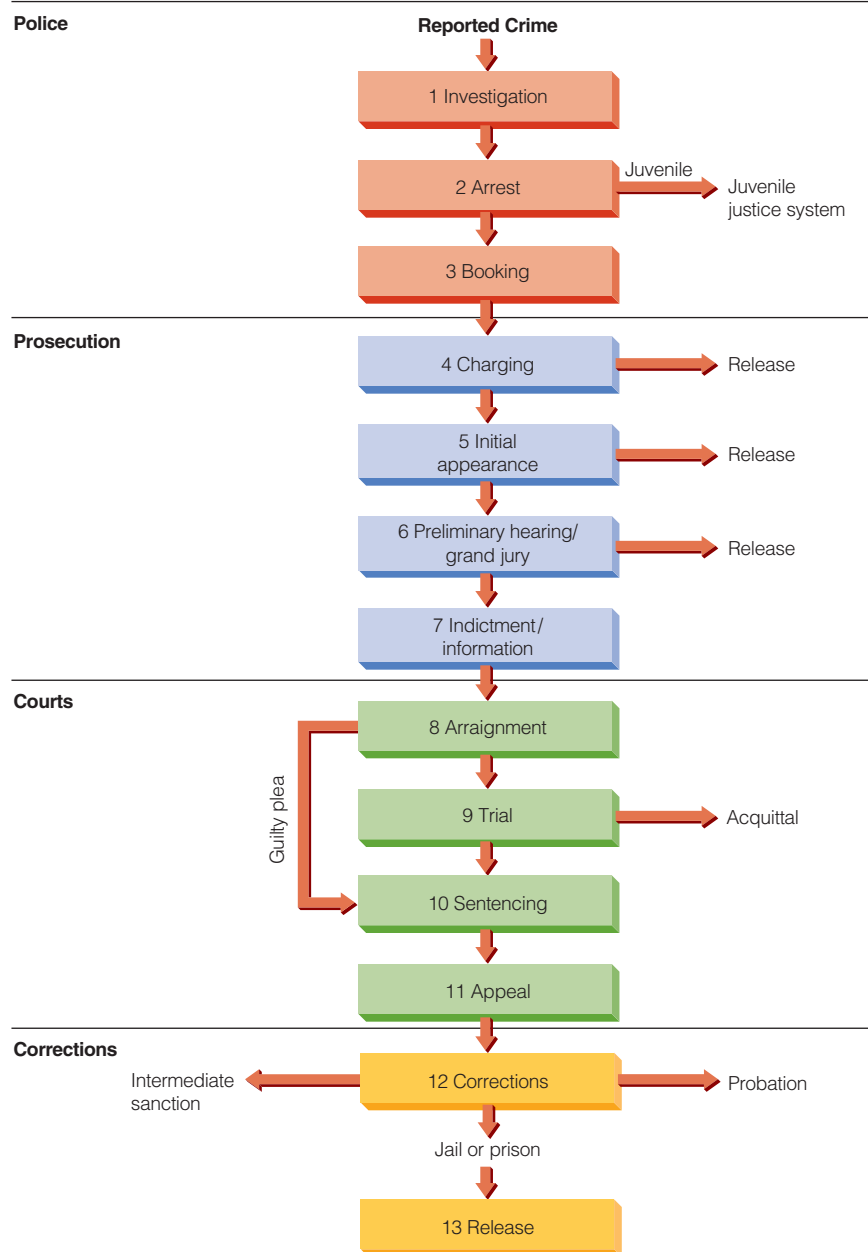 Police
Reported Crime
1 Investigation
2 Arrest
Juvenile
Juvenile
justice system
3 Booking
Prosecution
4 Charging
Release
5 Initial
appearance
Release
6 Preliminary hearing/
grand jury
Release
7 Indictment/
information
Courts
8 Arraignment
Guilty plea
9 Trial
Acquittal
10 Sentencing
11 Appeal
Corrections
Intermediate
sanction
12 Corrections
Probation
Jail or prison
13 Release